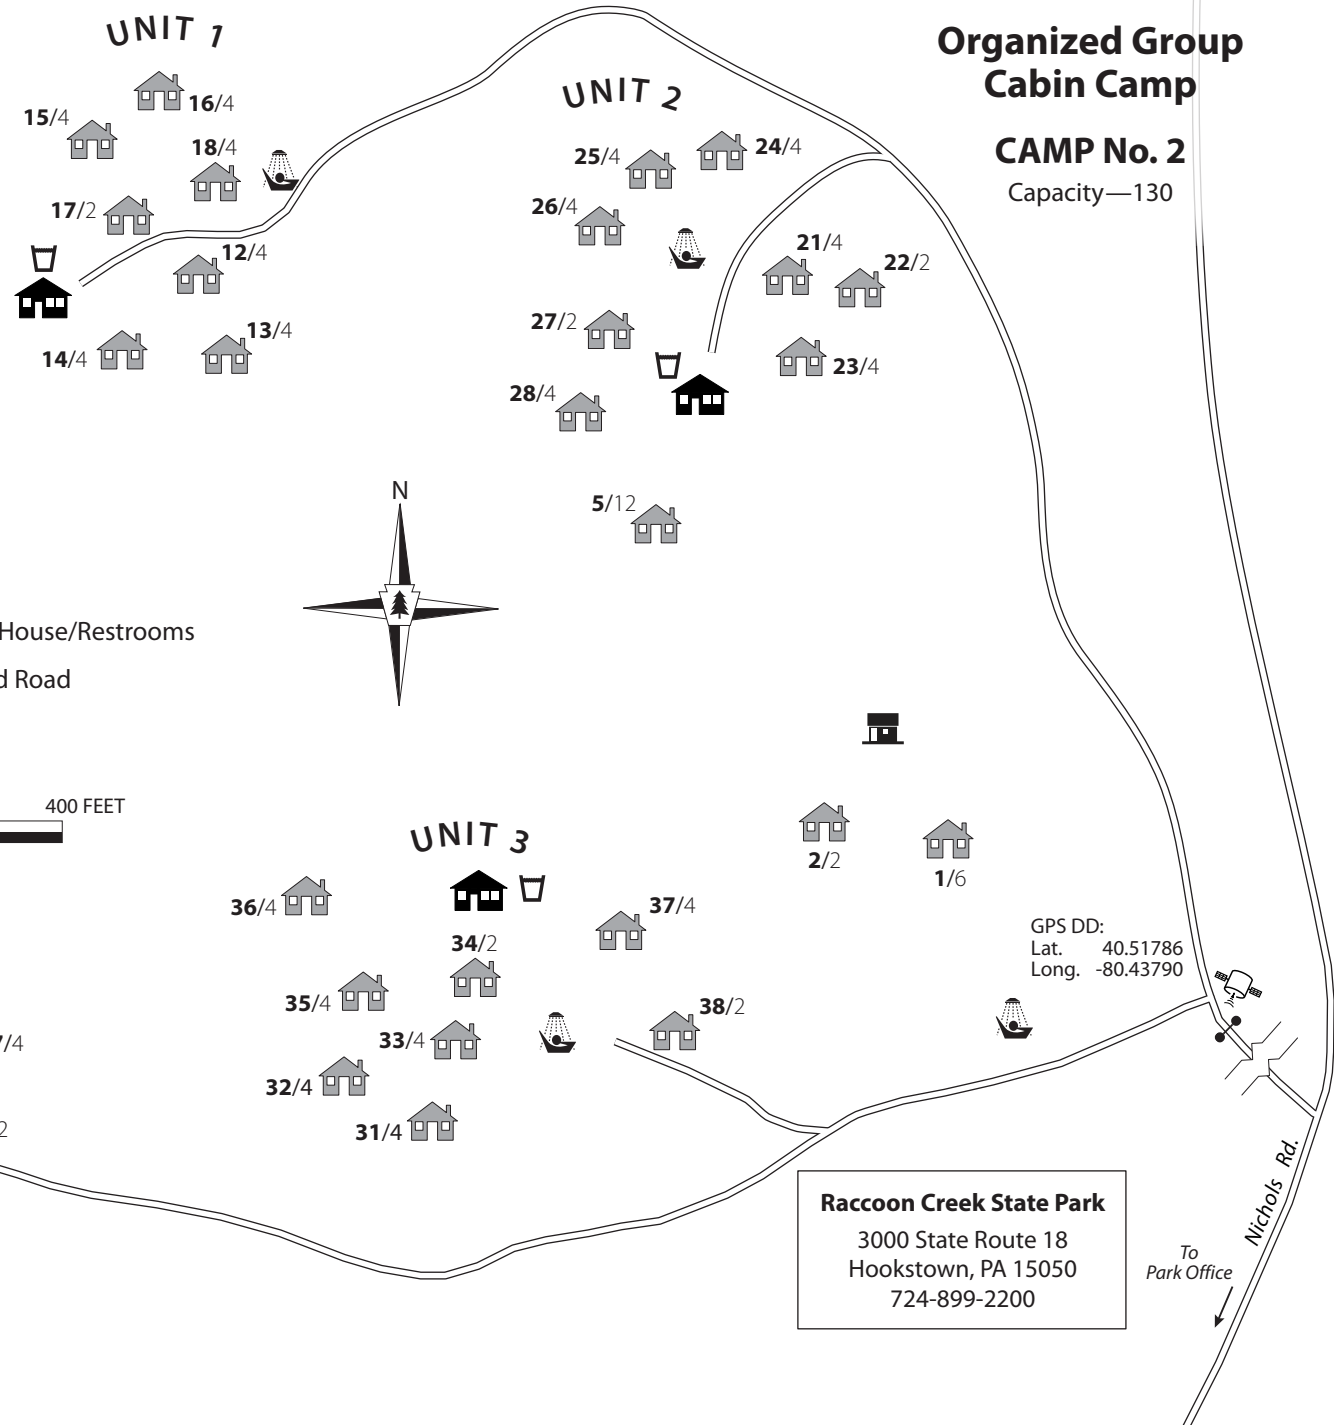 UNIT 1
16/4
15/4
18/4
17/2
12/4
13/4
14/4
UNIT 2
24/4
25/4
26/4
21/4
22/2
27/2
23/4
28/4
5/12
Organized Group
Cabin Camp
CAMP No. 2
Capacity—130
N
House/Restrooms
d Road
400 FEET
UNIT 3
36/4
37/4
34/2
35/4
38/2
33/4
32/4
31/4
2/2
1/6
GPS DD:
Lat. 40.51786
Long. -80.43790
/4
2
Raccoon Creek State Park
3000 State Route 18
Hookstown, PA 15050
724-899-2200
Nichols Rd.
To
Park Office